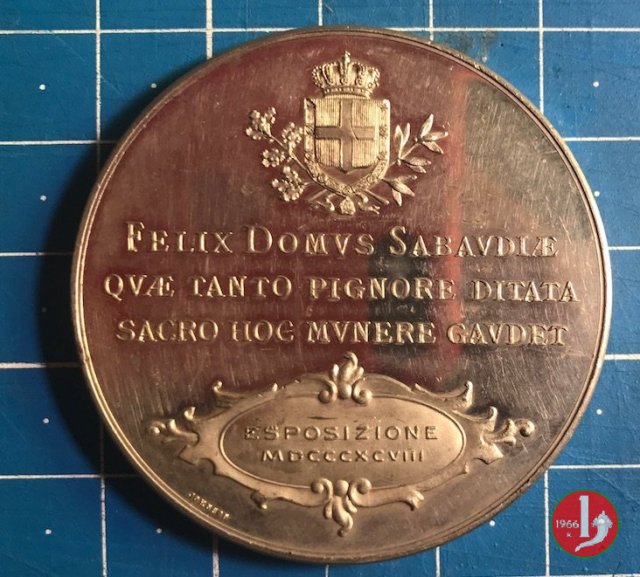 FELIX DOMVS SABAVDIÆ
QVÆ TANTO PIGNORE DITATA
SACRO HOC MVNERE GAVDET
ESPOSIZIONE
MDCCCXCVIII
1966